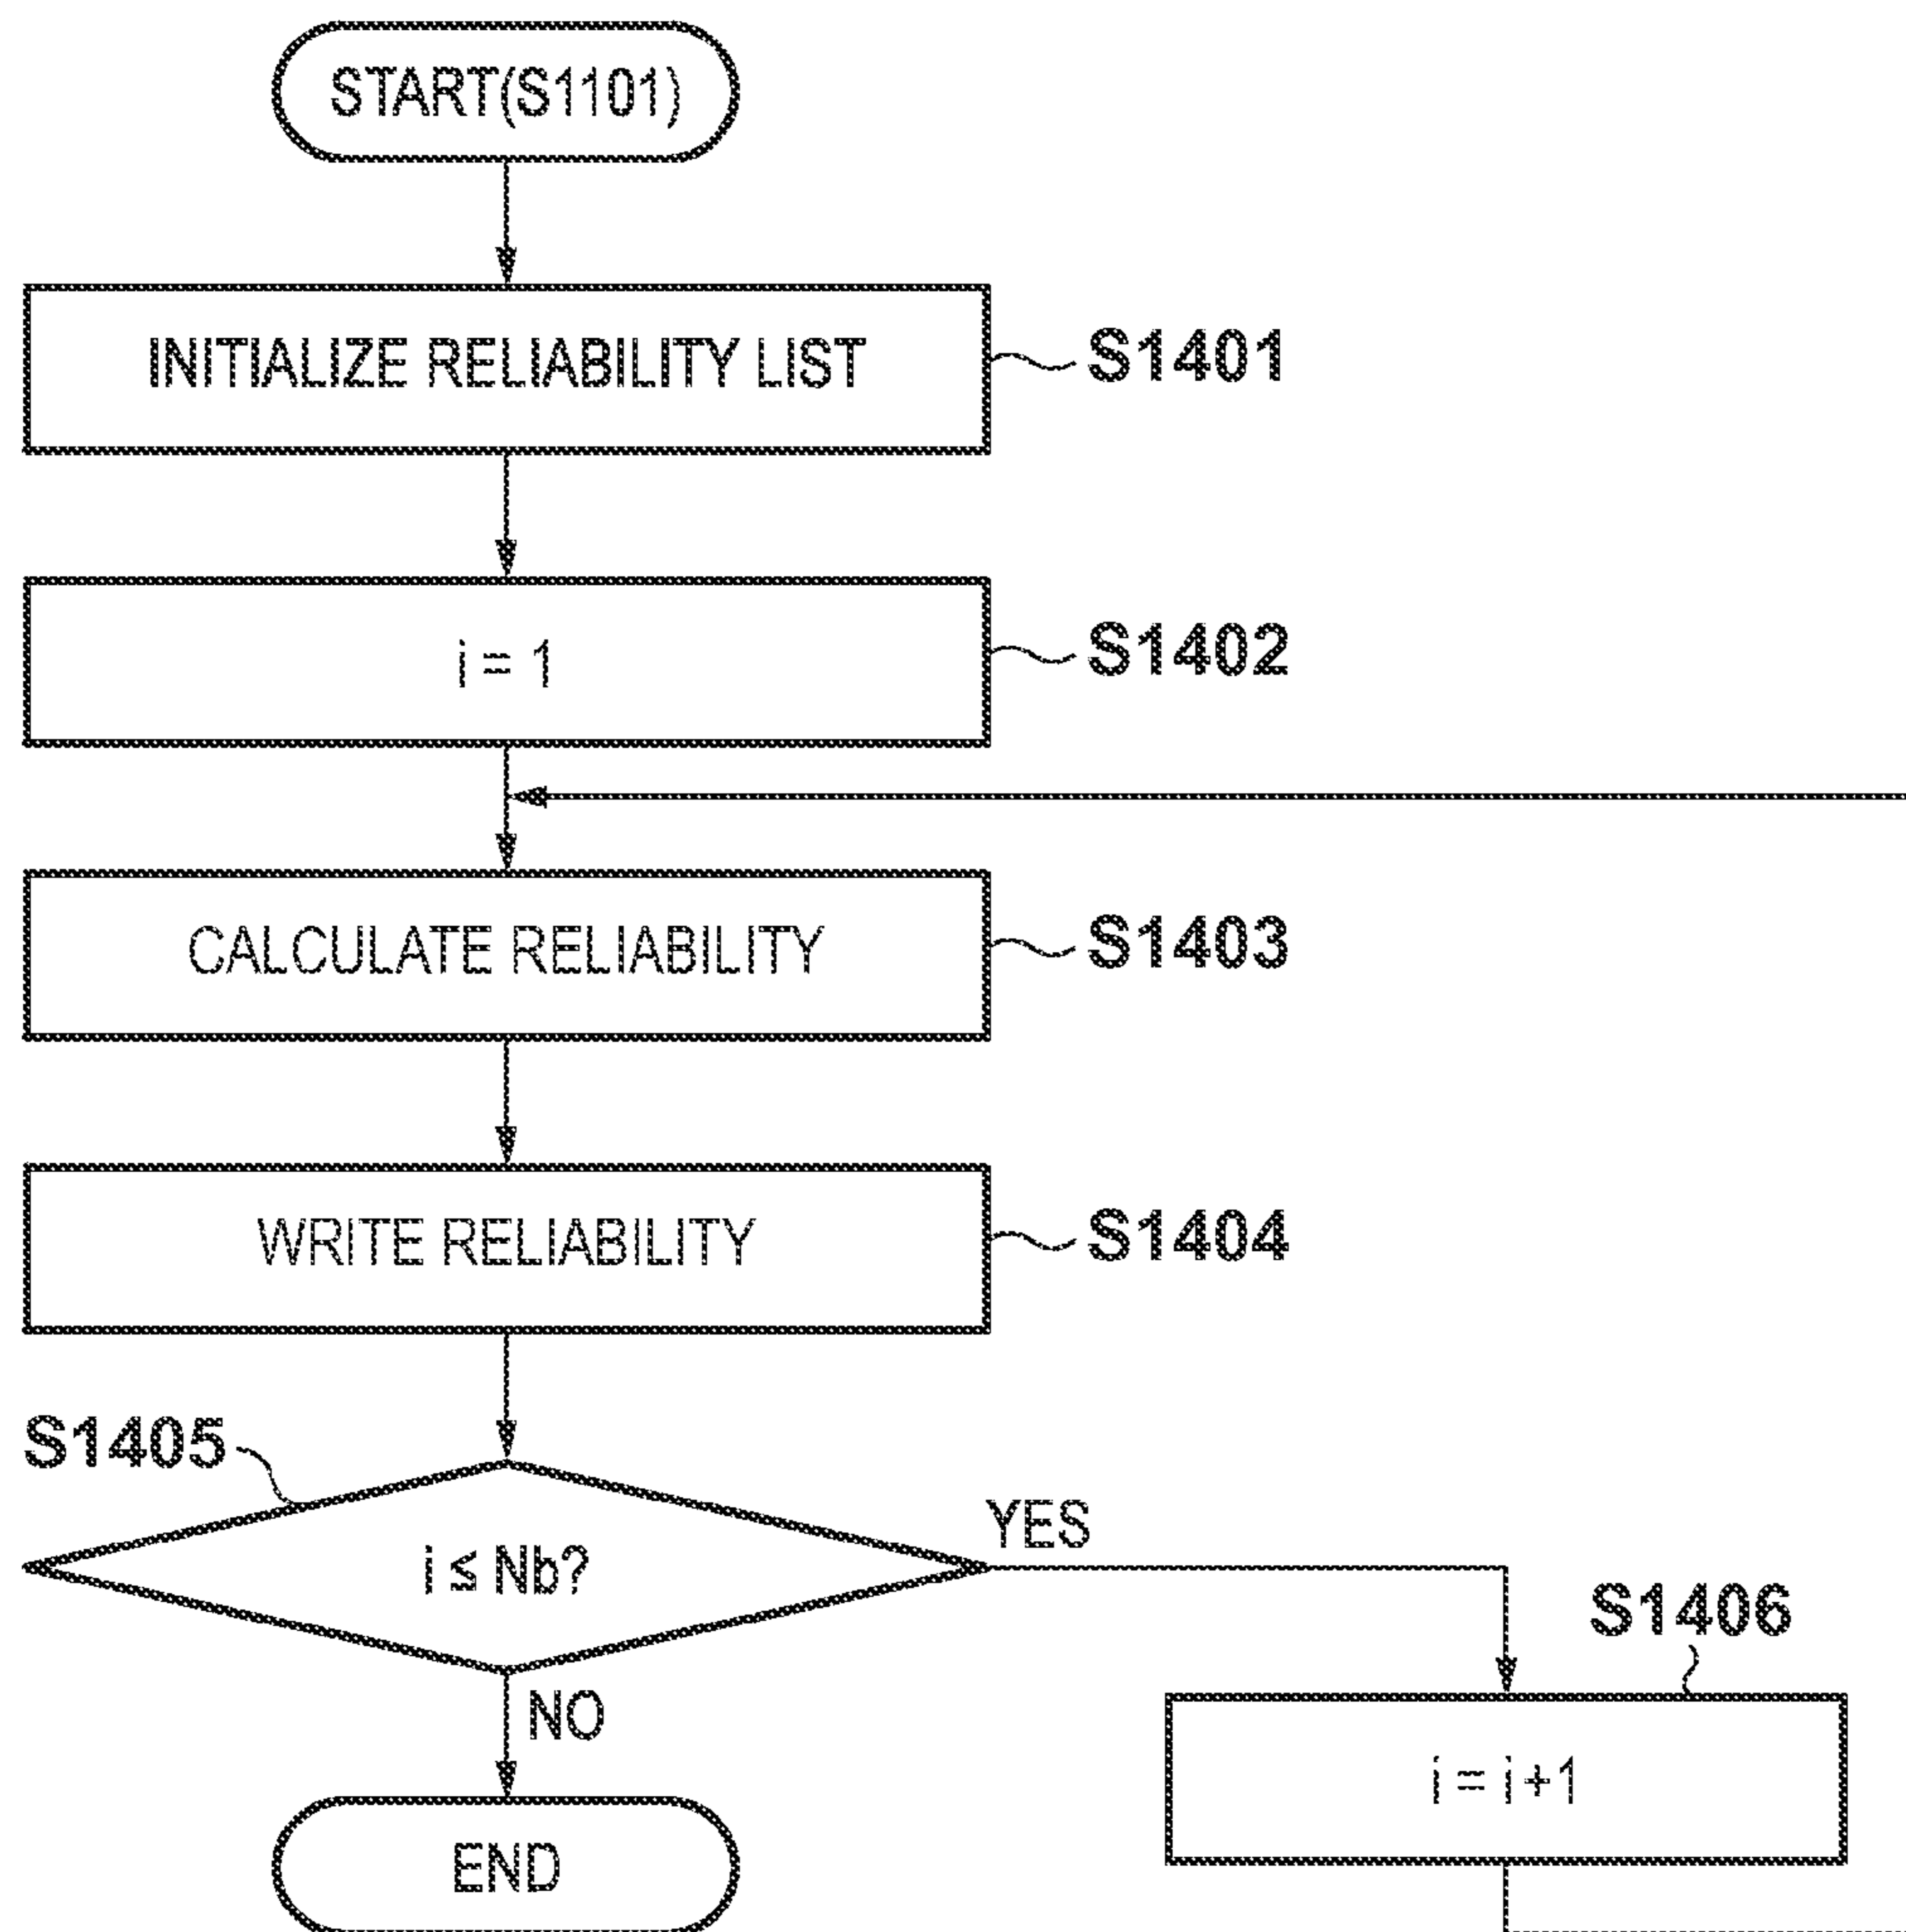 START(S1101)
INITIALIZE RELIABILITY LIST
S1401
i = 1
S1402
CALCULATE RELIABILITY
S1403
WRITE RELIABILITY
S1404
S1405
i ≤ Nb?
YES
S1406
NO
i = i +1
END